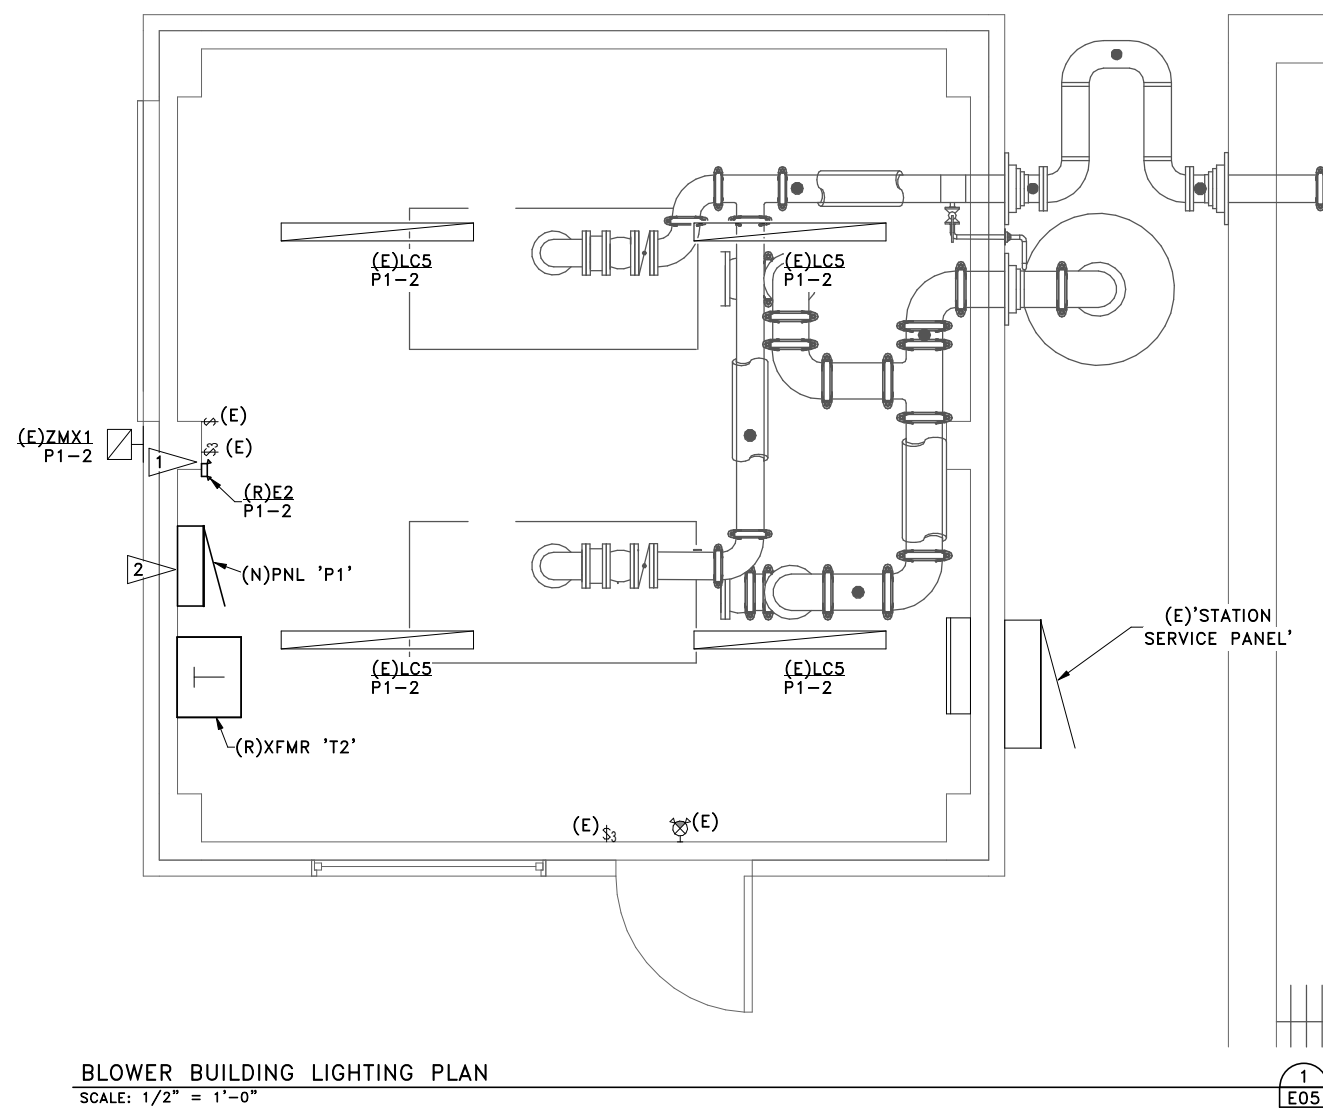 (E)LC5
P1-2
(E)LC5
P1-2
$ (E)
$3 (E)
(E)ZMX1
P1-2
1
(R)E2
P1-2
2
(N)PNL 'P1'
(E)'STATION
SERVICE PANEL'
(E)LC5
P1-2
(E)LC5
P1-2
T
(R)XFMR 'T2'
(E) $3
(E)
BLOWER BUILDING LIGHTING PLAN
SCALE: 1/2" = 1'-0"
1
E05